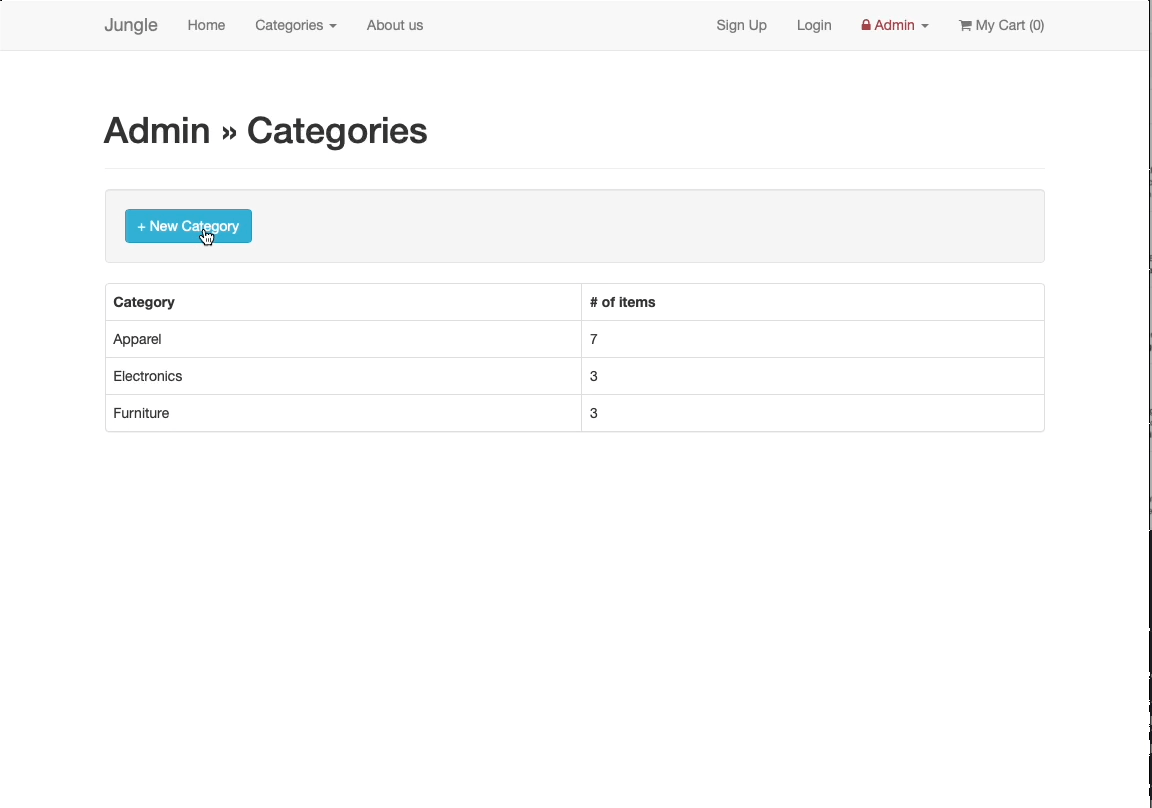 Jungle Home Categories About us Sign Up Login Admin My Cart (0)
Admin » Categories
+ New Category
Category # of items
Apparel 7
Electronics 3
Furniture 3